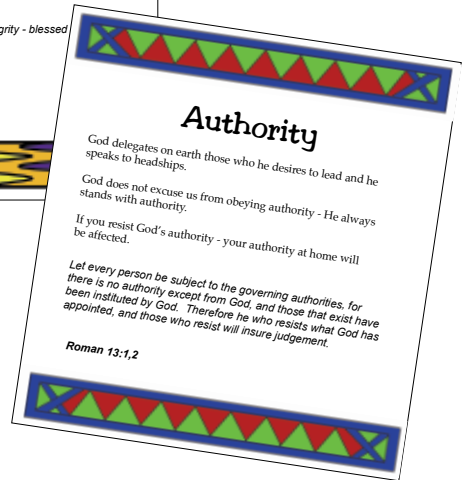 grity - blessed
Authority
God delegates on earth those who he desires to lead and he
speaks to headships.
God does not excuse us from obeying authority - He always
stands with authority.
If you resist God's authority - your authority at home will
be affected.
Let every person be subject to the governing authorities, for
there is no authority except from God, and those that exist have
been instituted by God. Therefore he who resists what God has
appointed, and those who resist will insure judgement.
Roman 13:1,2